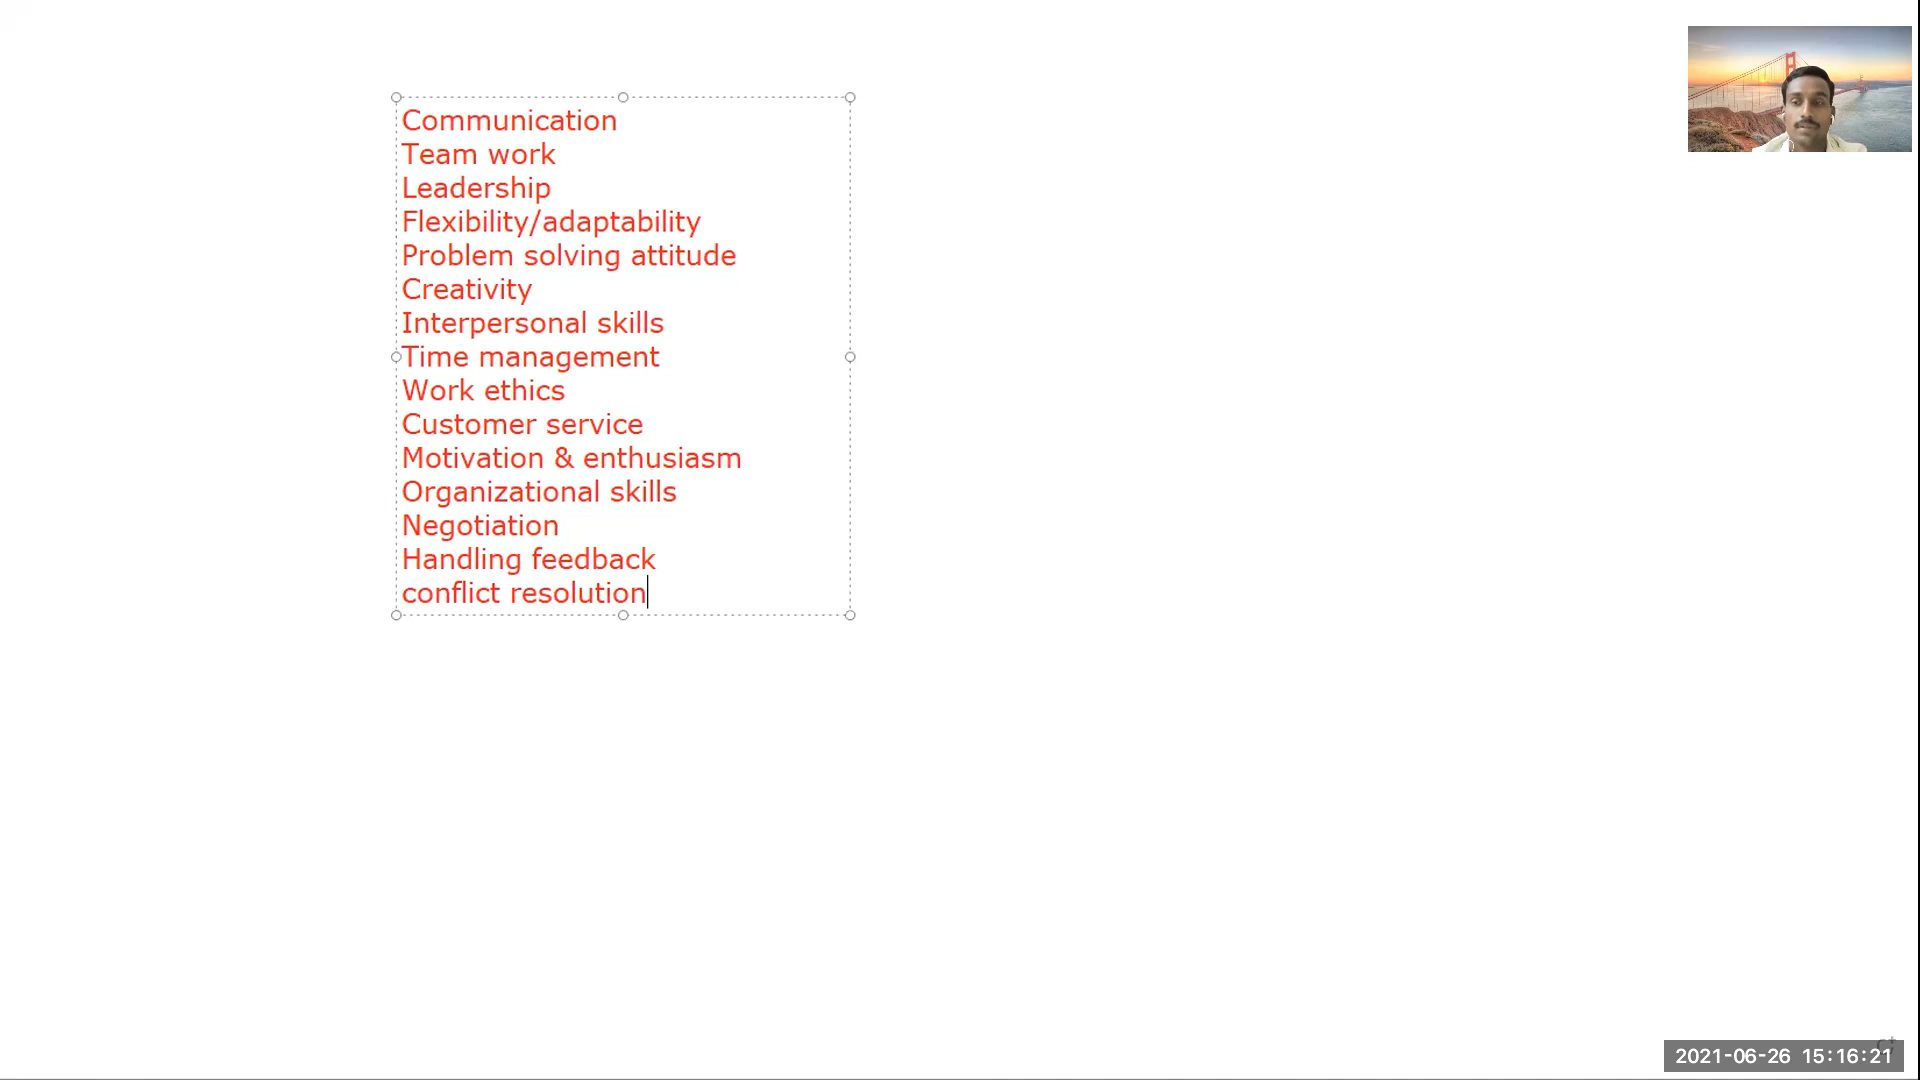 Communication
Team work
Leadership
Flexibility/adaptability
Problem solving attitude
Creativity
Interpersonal skills
Time management
Work ethics
Customer service
Motivation & enthusiasm
Organizational skills
Negotiation
Handling feedback
conflict resolution
2021-06-26 15:16:21